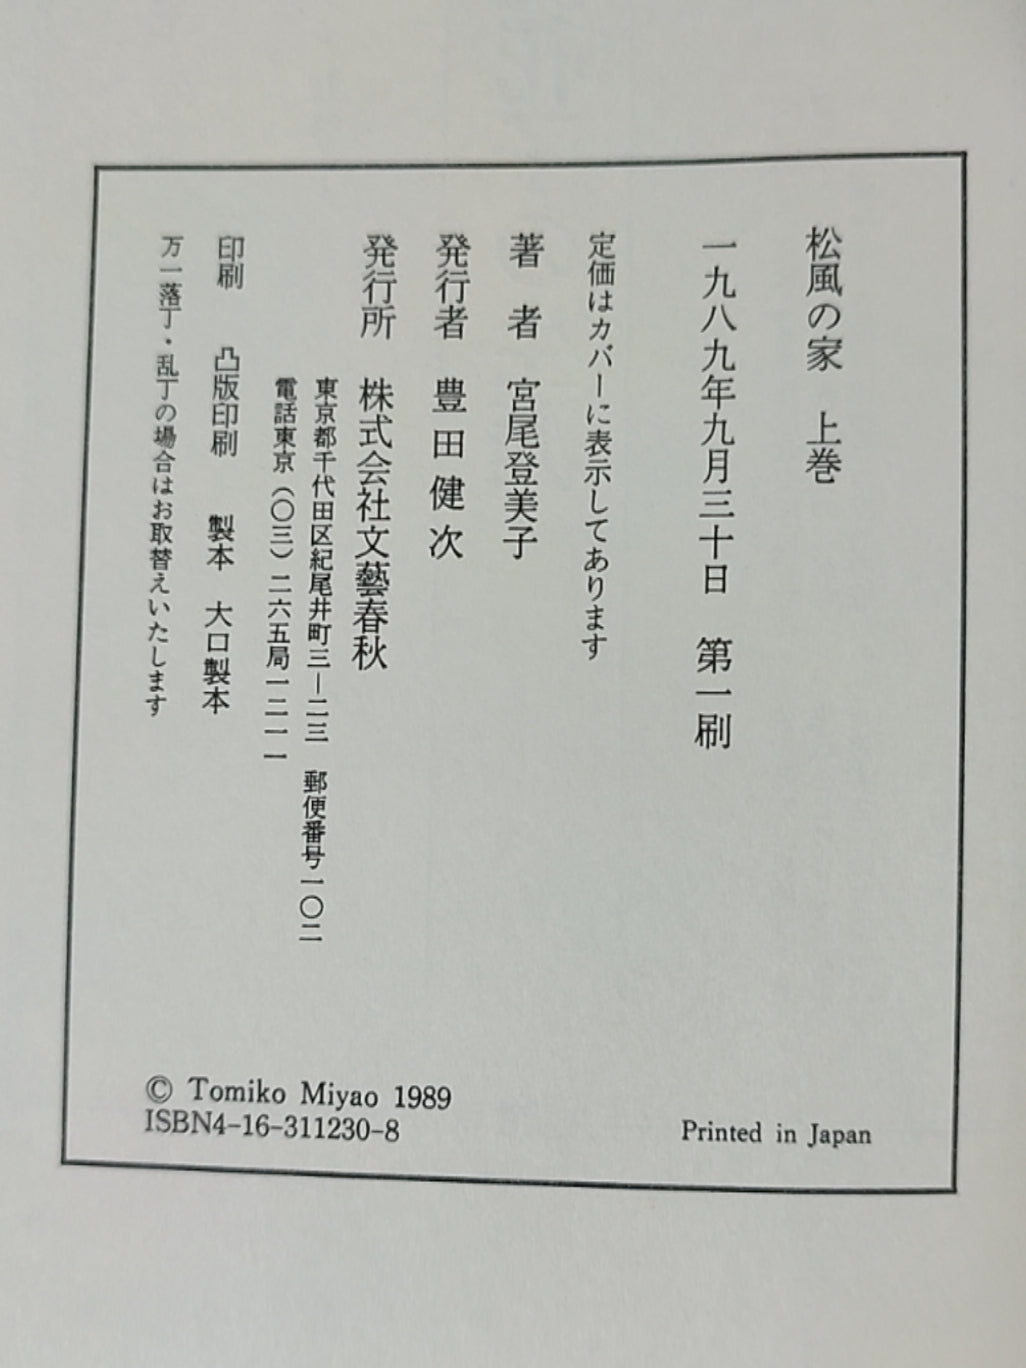 松風の家　上巻
一九八九年九月三十日　第一刷
定価はカバーに表示してあります
著　者　宮尾登美子
発行者　豊田健次
発行所　株式会社文藝春秋
東京都千代田区紀尾井町三―二三　郵便番号一〇二
電話東京（〇三）二六五局一二一一
印刷　凸版印刷　製本　大口製本
万一落丁・乱丁の場合はお取替えいたします
© Tomiko Miyao 1989
ISBN4-16-311230-8
Printed in Japan